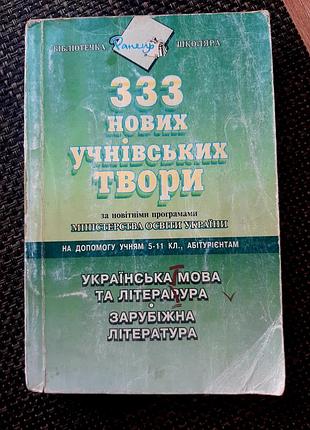 БІБЛІОТЕЧКА Ранець ШКОЛЯРА
333
НОВИХ
УЧНІВСЬКИХ
ТВОРИ
за новітніми програмами
МІНІСТЕРСТВА ОСВІТИ УКРАЇНИ
НА ДОПОМОГУ УЧНЯМ 5-11 КЛ., АБІТУРІЄНТАМ
УКРАЇНСЬКА МОВА
ТА ЛІТЕРАТУРА
•
ЗАРУБІЖНА
ЛІТЕРАТУРА